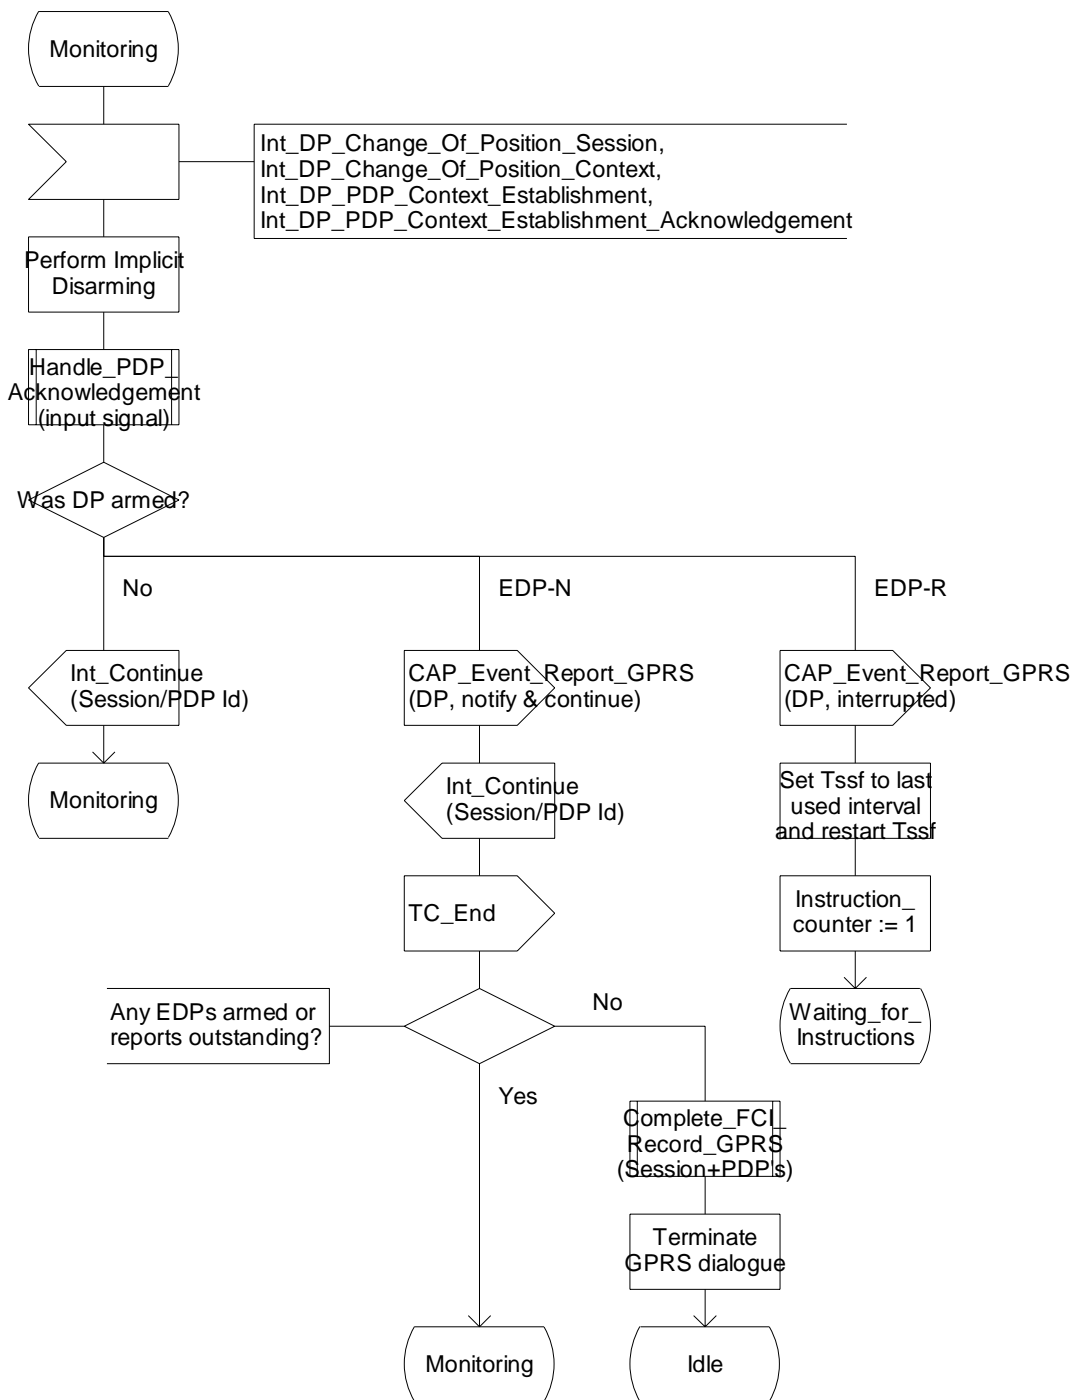 Monitoring
Int_DP_Change_Of_Position_Session,
Int_DP_Change_Of_Position_Context,
Int_DP_PDP_Context_Establishment,
Int_DP_PDP_Context_Establishment_Acknowledgement
Perform Implicit
Disarming
Handle_PDP_
Acknowledgement
(input signal)
Was DP armed?
No
EDP-N
EDP-R
Int_Continue
(Session/PDP Id)
CAP_Event_Report_GPRS
(DP, notify & continue)
CAP_Event_Report_GPRS
(DP, interrupted)
Monitoring
Int_Continue
(Session/PDP Id)
Set Tssf to last
used interval
and restart Tssf
TC_End
Instruction_
counter := 1
Any EDPs armed or
reports outstanding?
No
Waiting_for_
Instructions
Yes
Complete_FCI_
Record_GPRS
(Session+PDP's)
Terminate
GPRS dialogue
Monitoring
Idle